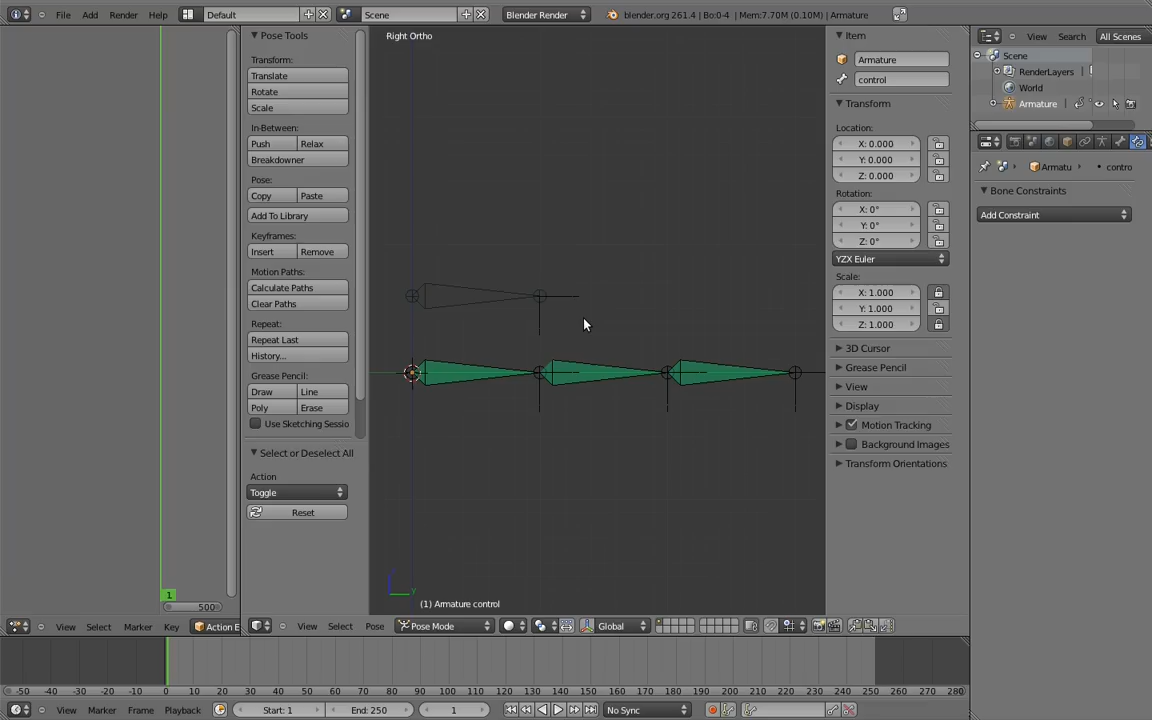 File Add Render Help Default Scene Blender Render blender.org 261.4 | Bo:0-4 | Mem:7.70M (0.10M) | Armature
Pose Tools
Transform:
Translate
Rotate
Scale
In-Between:
Push Relax
Breakdowner
Pose:
Copy Paste
Add To Library
Keyframes:
Insert Remove
Motion Paths:
Calculate Paths
Clear Paths
Repeat:
Repeat Last
History...
Grease Pencil:
Draw Line
Poly Erase
Use Sketching Sessio
Select or Deselect All
Action
Toggle
Reset
Right Ortho
y
(1) Armature control
Item
Armature
control
Transform
Location:
X: 0.000
Y: 0.000
Z: 0.000
Rotation:
X: 0°
Y: 0°
Z: 0°
YZX Euler
Scale:
X: 1.000
Y: 1.000
Z: 1.000
3D Cursor
Grease Pencil
View
Display
Motion Tracking
Background Images
Transform Orientations
View Search All Scenes
Scene
RenderLayers
World
Armature
Armatu contro
Bone Constraints
Add Constraint
1
500
View Select Marker Key Action E
View Select Pose Pose Mode Global
-50 -40 -30 -20 -10 0 10 20 30 40 50 60 70 80 90 100 110 120 130 140 150 160 170 180 190 200 210 220 230 240 250 260 270 280
View Marker Frame Playback Start: 1 End: 250 1 No Sync